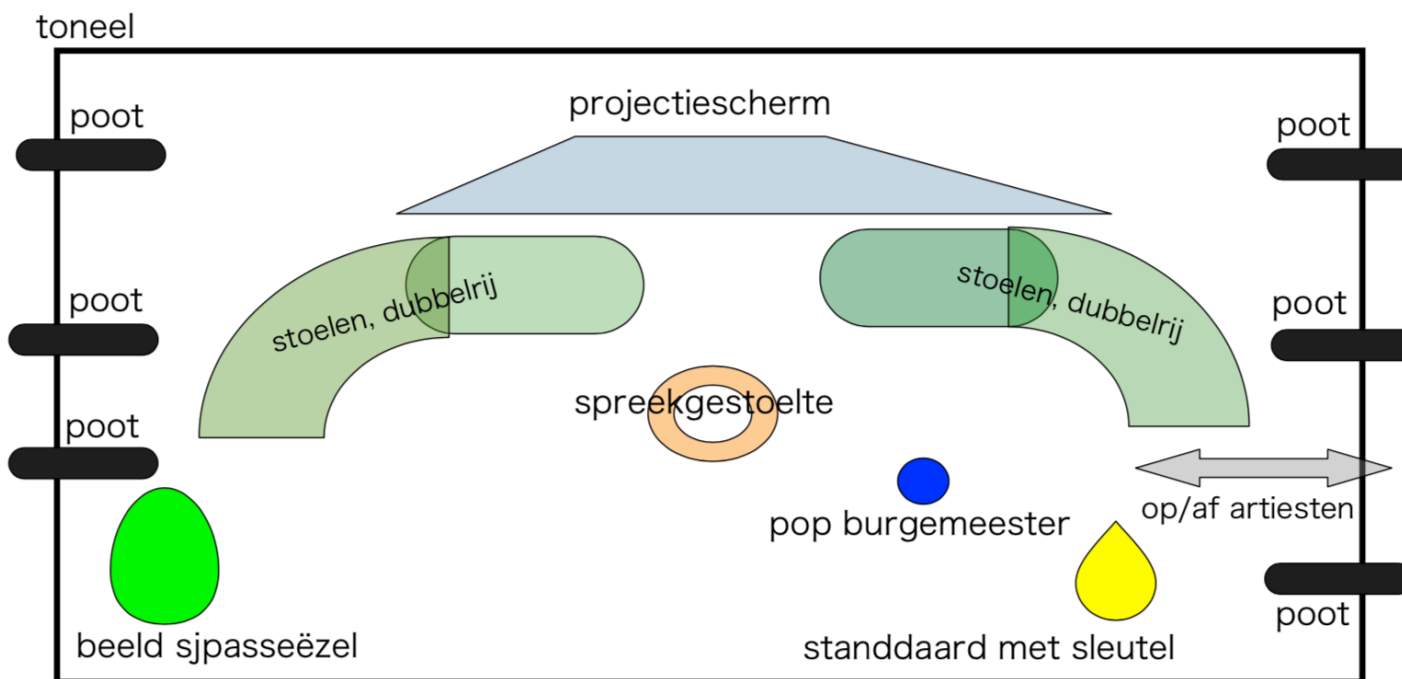 toneel
projectiescherm
poot
poot
stoelen, dubbelrij
stoelen, dubbelrij
poot
poot
spreekgestoelte
poot
op/af artiesten
pop burgemeester
poot
beeld sjpasseëzel
standdaard met sleutel